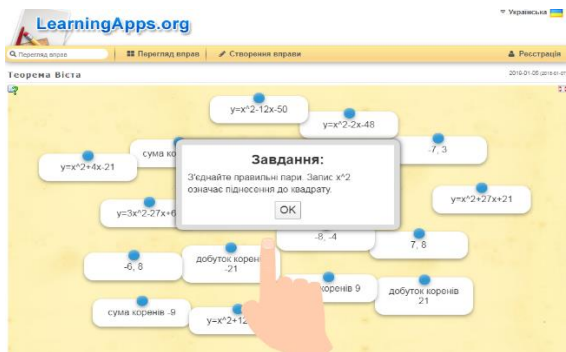 Українська
LearningApps.org
Перегляд вправ
Перегляд вправ
Створення вправи
Реєстрація
Теорема Вієта
y=x^2-12x-50
y=x^2-2x-48
-7, 3
сума
y=x^2+4x-21
Завдання:
З'єднайте правильні пари. Запис x^2
означає піднесення до квадрату.
OK
y=x^2+27x+21
y=3x^2-27x+6
-8, -4
7, 8
-6, 8
добуток коренів
-21
коренів 9
добуток коренів
21
сума коренів -9
y=x^2+12